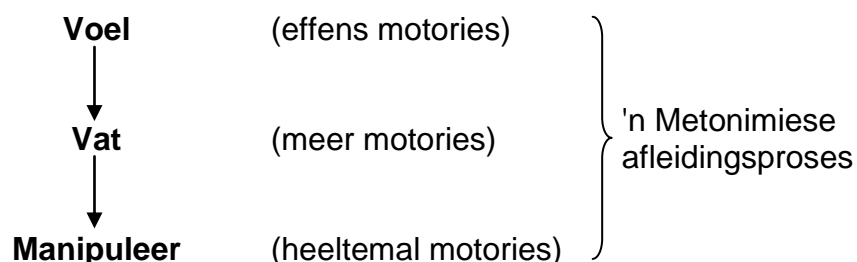 Voel (effens motories)
Vat (meer motories)
'n Metonimiese
afleidingsproses
Manipuleer (heeltemal motories)